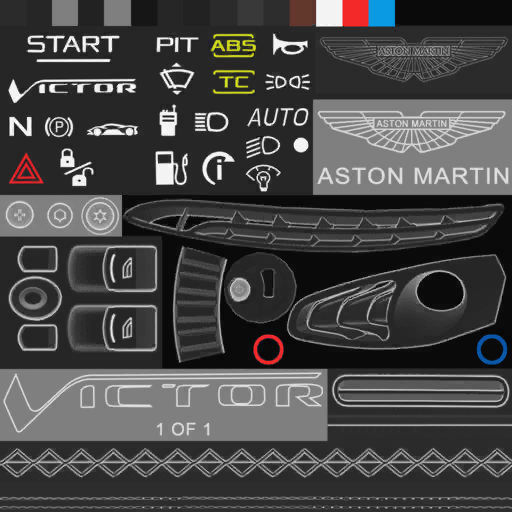 START
PIT
ABS
ASTON MARTIN
VICTOR
TC
N
(P)
AUTO
ASTON MARTIN
ASTON MARTIN
VICTOR
1 OF 1